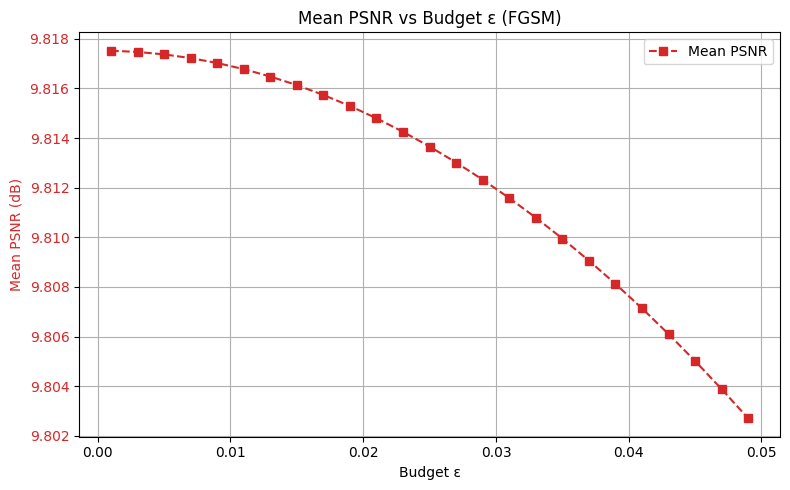 Mean PSNR vs Budget ε (FGSM)
Mean PSNR
9.818
9.816
9.814
9.812
9.810
9.808
9.806
9.804
9.802
Mean PSNR (dB)
0.00 0.01 0.02 0.03 0.04 0.05
Budget ε